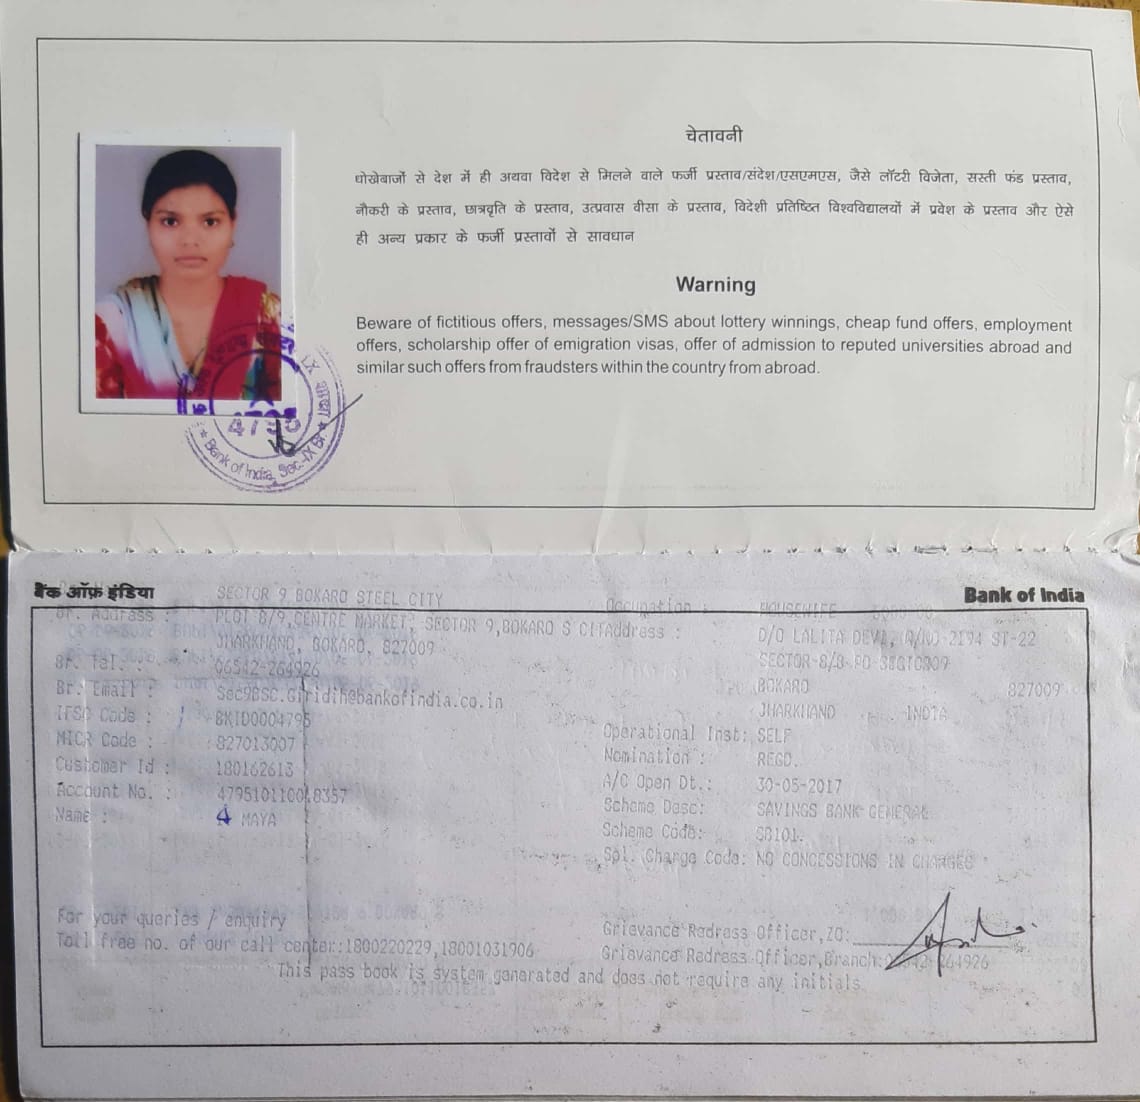 चेतावनी
धोखेबाजों से देश में ही अथवा विदेश से मिलने वाले फर्जी प्रस्ताव/संदेश/एसएमएस, जैसे लॉटरी विजेता, सस्ती फंड प्रस्ताव,
नौकरी के प्रस्ताव, छात्रवृति के प्रस्ताव, उत्प्रवास वीसा के प्रस्ताव, विदेशी प्रतिष्ठित विश्वविद्यालयों में प्रवेश के प्रस्ताव और ऐसे
ही अन्य प्रकार के फर्जी प्रस्तावों से सावधान
Warning
Beware of fictitious offers, messages/SMS about lottery winnings, cheap fund offers, employment
offers, scholarship offer of emigration visas, offer of admission to reputed universities abroad and
similar such offers from fraudsters within the country from abroad.
Bank of India, Sec.-IX Br.
बैंक ऑफ़ इंडिया
Bank of India
SECTOR 9 BOKARO STEEL CITY
Occupation : HOUSEWIFE
Br. Address : PLOT 8/9,CENTRE MARKET, SECTOR 9,BOKARO S CIT
Address : D/O LALITA DEVI, ST-22
JHARKHAND, BOKARO, 827009
SECTOR-8/B PO
Br. Tel. : 06542-264926
BOKARO 827009
Br. Email : Sec9BSC.Giridih@bankofindia.co.in
JHARKHAND INDIA
IFSC Code : BKID0004795
Operational Inst: SELF
MICR Code : 827013007
Nomination : REGD.
Customer Id : 180162613
A/C Open Dt.: 30-05-2017
Account No. : 479510110018357
Scheme Desc: SAVINGS BANK GENERAL
Name : MAYA
Scheme Code: SB101
Spl. Charge Code: NO CONCESSIONS IN CHARGES
For your queries / enquiry
Grievance Redress Officer,ZO:
Toll free no. of our call center:1800220229,18001031906
Grievance Redress Officer,Branch:06542-264926
This pass book is system generated and does not require any initials